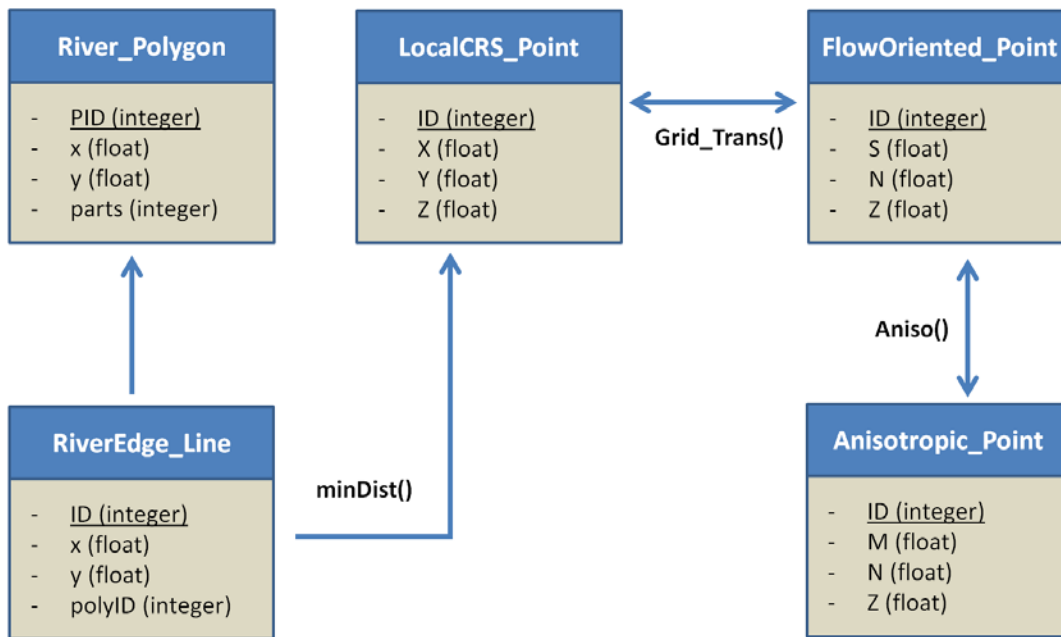 River_Polygon
- PID (integer)
- x (float)
- y (float)
- parts (integer)
LocalCRS_Point
- ID (integer)
- X (float)
- Y (float)
- Z (float)
Grid_Trans()
FlowOriented_Point
- ID (integer)
- S (float)
- N (float)
- Z (float)
Aniso()
RiverEdge_Line
- ID (integer)
- x (float)
- y (float)
- polyID (integer)
minDist()
Anisotropic_Point
- ID (integer)
- M (float)
- N (float)
- Z (float)